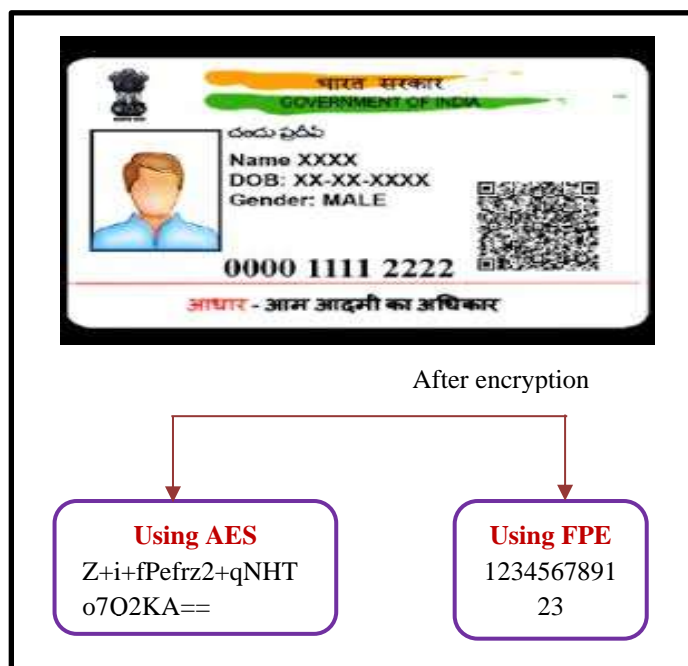 भारत सरकार
GOVERNMENT OF INDIA
దండు ప్రదీప్
Name XXXX
DOB: XX-XX-XXXX
Gender: MALE
0000 1111 2222
आधार - आम आदमी का अधिकार
After encryption
Using AES
Z+i+fPefrz2+qNHT
o7O2KA==
Using FPE
1234567891
23